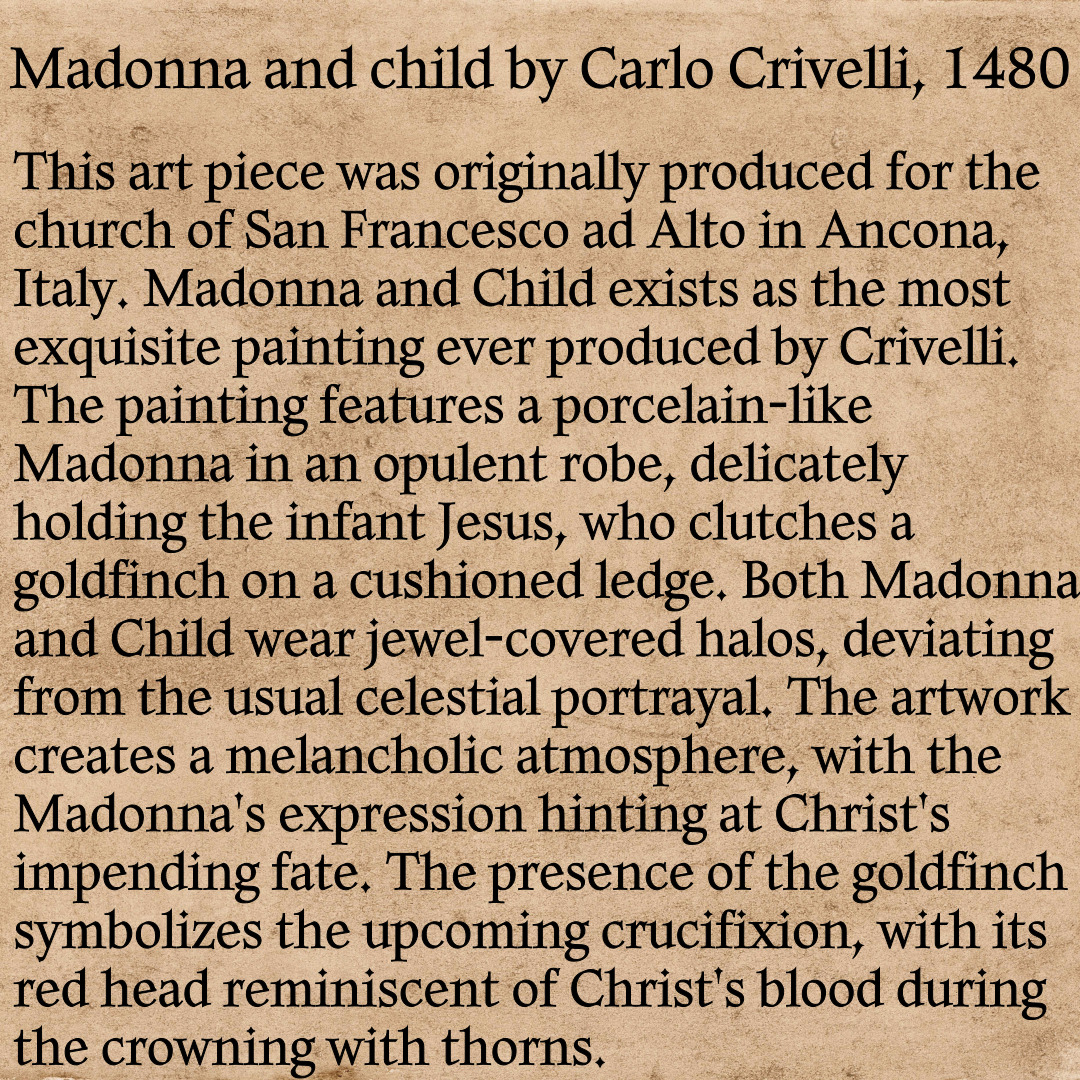 Madonna and child by Carlo Crivelli, 1480
This art piece was originally produced for the
church of San Francesco ad Alto in Ancona,
Italy. Madonna and Child exists as the most
exquisite painting ever produced by Crivelli.
The painting features a porcelain-like
Madonna in an opulent robe, delicately
holding the infant Jesus, who clutches a
goldfinch on a cushioned ledge. Both Madonna
and Child wear jewel-covered halos, deviating
from the usual celestial portrayal. The artwork
creates a melancholic atmosphere, with the
Madonna's expression hinting at Christ's
impending fate. The presence of the goldfinch
symbolizes the upcoming crucifixion, with its
red head reminiscent of Christ's blood during
the crowning with thorns.